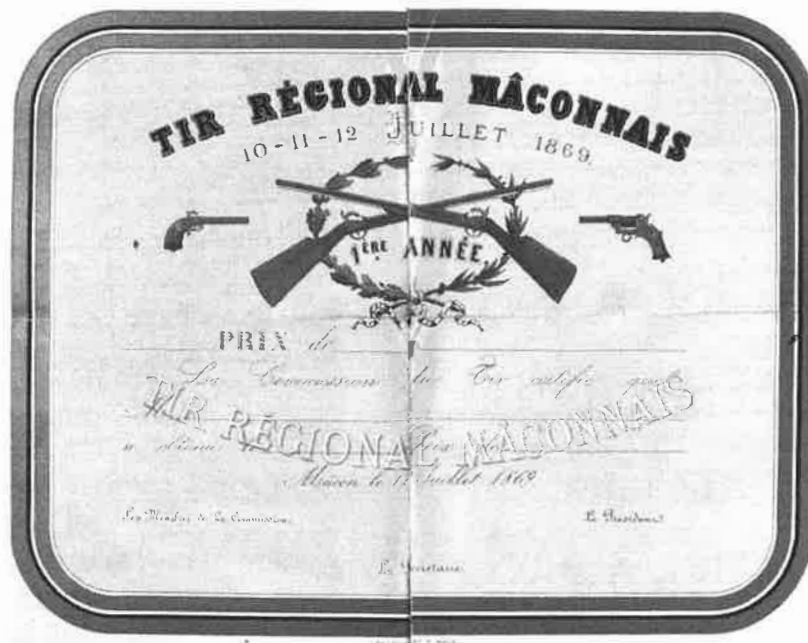 TIR RÉGIONAL MÂCONNAIS
10-11-12 JUILLET 1869.
1ÈRE ANNÉE.
PRIX de
La Commission du Tir certifie que
TIR RÉGIONAL MÂCONNAIS
a obtenu
Mâcon le 12 Juillet 1869
Les Membres de la Commission.
Le Président.
Le Secrétaire